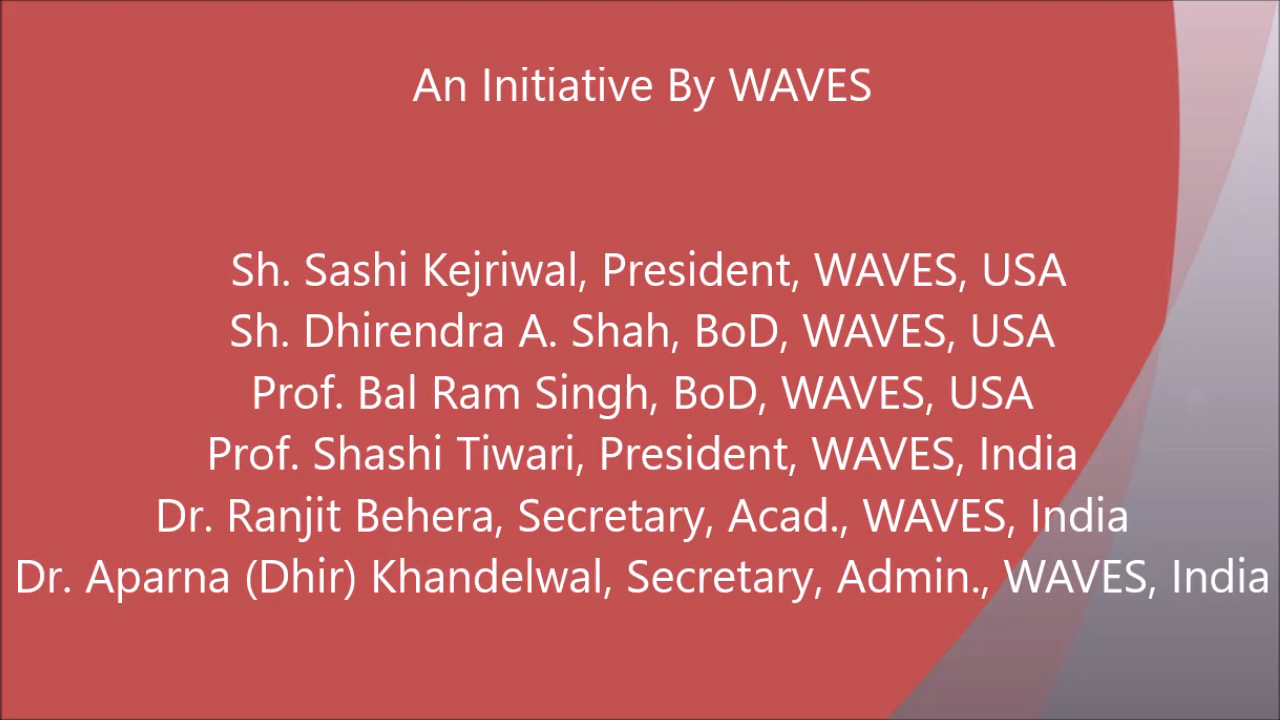 An Initiative By WAVES
Sh. Sashi Kejriwal, President, WAVES, USA
Sh. Dhirendra A. Shah, BoD, WAVES, USA
Prof. Bal Ram Singh, BoD, WAVES, USA
Prof. Shashi Tiwari, President, WAVES, India
Dr. Ranjit Behera, Secretary, Acad., WAVES, India
Dr. Aparna (Dhir) Khandelwal, Secretary, Admin., WAVES, India